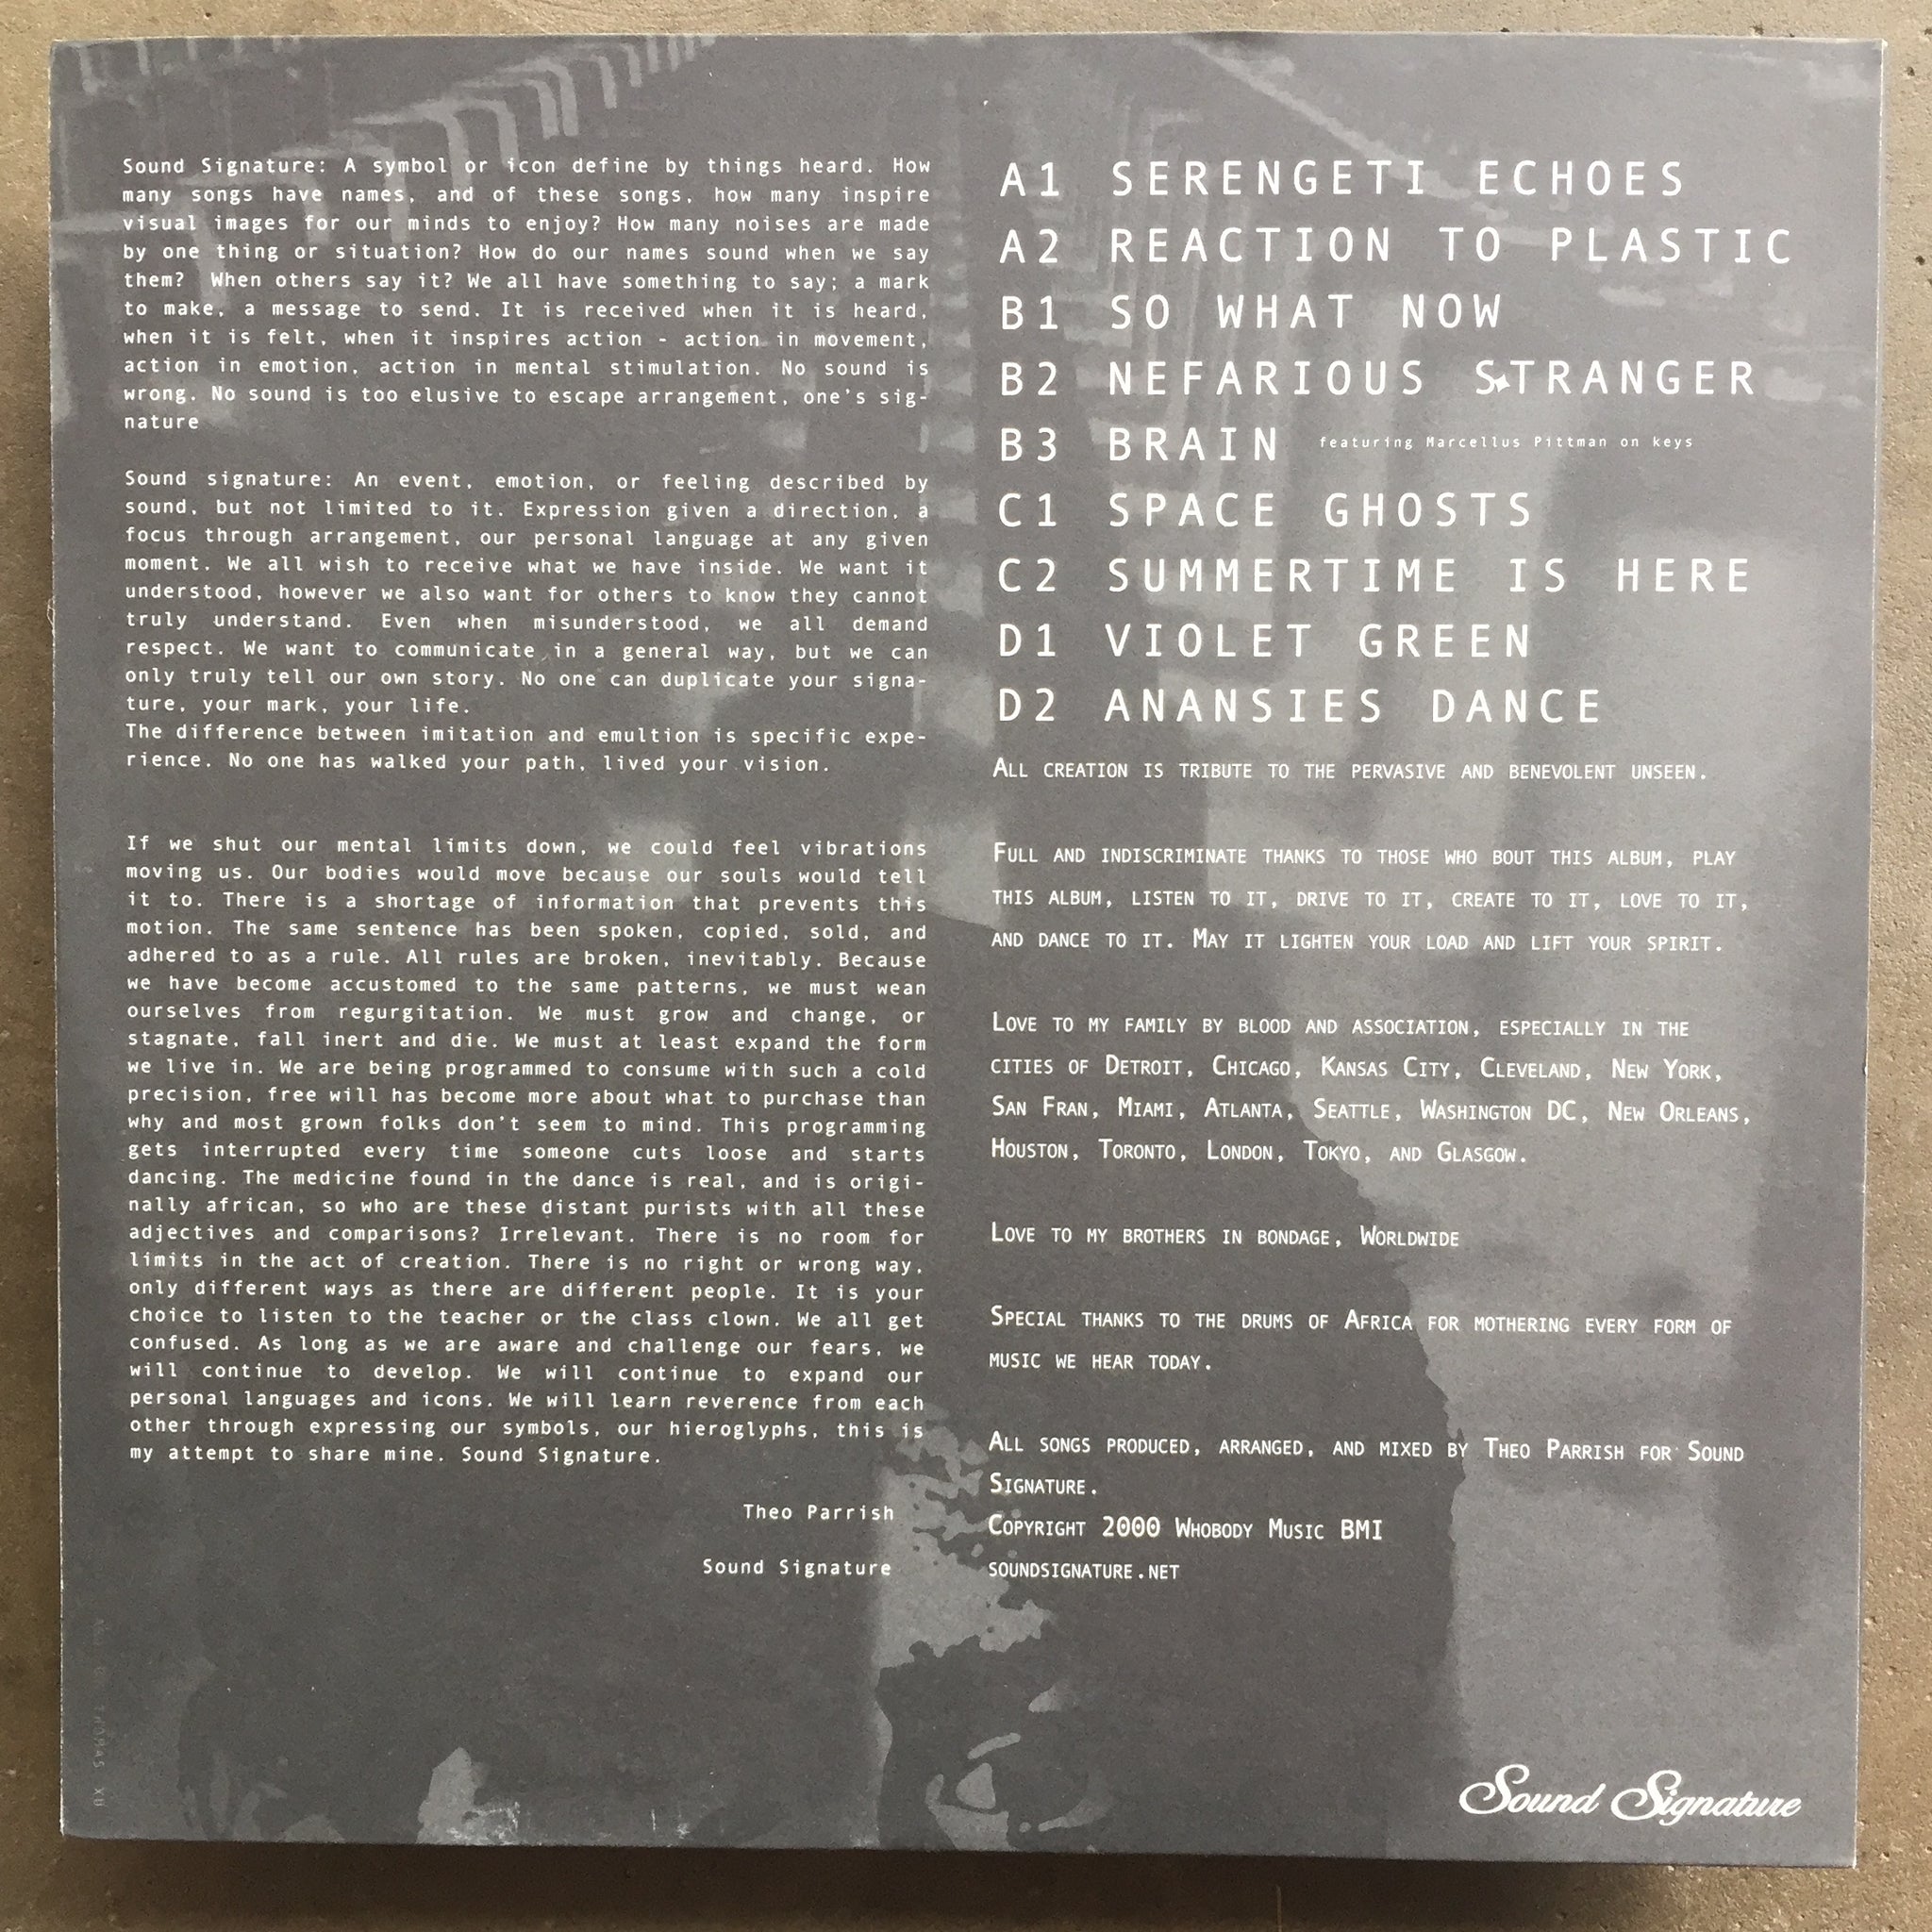 Sound Signature: A symbol or icon define by things heard. How
many songs have names, and of these songs, how many inspire
visual images for our minds to enjoy? How many noises are made
by one thing or situation? How do our names sound when we say
them? When others say it? We all have something to say; a mark
to make, a message to send. It is received when it is heard,
when it is felt, when it inspires action - action in movement,
action in emotion, action in mental stimulation. No sound is
wrong. No sound is too elusive to escape arrangement, one's sig-
nature
Sound signature: An event, emotion, or feeling described by
sound, but not limited to it. Expression given a direction, a
focus through arrangement, our personal language at any given
moment. We all wish to receive what we have inside. We want it
understood, however we also want for others to know they cannot
truly understand. Even when misunderstood, we all demand
respect. We want to communicate in a general way, but we can
only truly tell our own story. No one can duplicate your signa-
ture, your mark, your life.
The difference between imitation and emultion is specific expe-
rience. No one has walked your path, lived your vision.
If we shut our mental limits down, we could feel vibrations
moving us. Our bodies would move because our souls would tell
it to. There is a shortage of information that prevents this
motion. The same sentence has been spoken, copied, sold, and
adhered to as a rule. All rules are broken, inevitably. Because
we have become accustomed to the same patterns, we must wean
ourselves from regurgitation. We must grow and change, or
stagnate, fall inert and die. We must at least expand the form
we live in. We are being programmed to consume with such a cold
precision, free will has become more about what to purchase than
why and most grown folks don't seem to mind. This programming
gets interrupted every time someone cuts loose and starts
dancing. The medicine found in the dance is real, and is origi-
nally african, so who are these distant purists with all these
adjectives and comparisons? Irrelevant. There is no room for
limits in the act of creation. There is no right or wrong way,
only different ways as there are different people. It is your
choice to listen to the teacher or the class clown. We all get
confused. As long as we are aware and challenge our fears, we
will continue to develop. We will continue to expand our
personal languages and icons. We will learn reverence from each
other through expressing our symbols, our hieroglyphs, this is
my attempt to share mine. Sound Signature.
Theo Parrish
Sound Signature
A1 SERENGETI ECHOES
A2 REACTION TO PLASTIC
B1 SO WHAT NOW
B2 NEFARIOUS STRANGER
B3 BRAIN featuring Marcellus Pittman on keys
C1 SPACE GHOSTS
C2 SUMMERTIME IS HERE
D1 VIOLET GREEN
D2 ANANSIES DANCE
ALL CREATION IS TRIBUTE TO THE PERVASIVE AND BENEVOLENT UNSEEN.
FULL AND INDISCRIMINATE THANKS TO THOSE WHO BOUT THIS ALBUM, PLAY
THIS ALBUM, LISTEN TO IT, DRIVE TO IT, CREATE TO IT, LOVE TO IT,
AND DANCE TO IT. MAY IT LIGHTEN YOUR LOAD AND LIFT YOUR SPIRIT.
LOVE TO MY FAMILY BY BLOOD AND ASSOCIATION, ESPECIALLY IN THE
CITIES OF DETROIT, CHICAGO, KANSAS CITY, CLEVELAND, NEW YORK,
SAN FRAN, MIAMI, ATLANTA, SEATTLE, WASHINGTON DC, NEW ORLEANS,
HOUSTON, TORONTO, LONDON, TOKYO, AND GLASGOW.
LOVE TO MY BROTHERS IN BONDAGE, WORLDWIDE
SPECIAL THANKS TO THE DRUMS OF AFRICA FOR MOTHERING EVERY FORM OF
MUSIC WE HEAR TODAY.
ALL SONGS PRODUCED, ARRANGED, AND MIXED BY THEO PARRISH FOR SOUND
SIGNATURE.
COPYRIGHT 2000 WHOBODY MUSIC BMI
SOUNDSIGNATURE.NET
Sound Signature